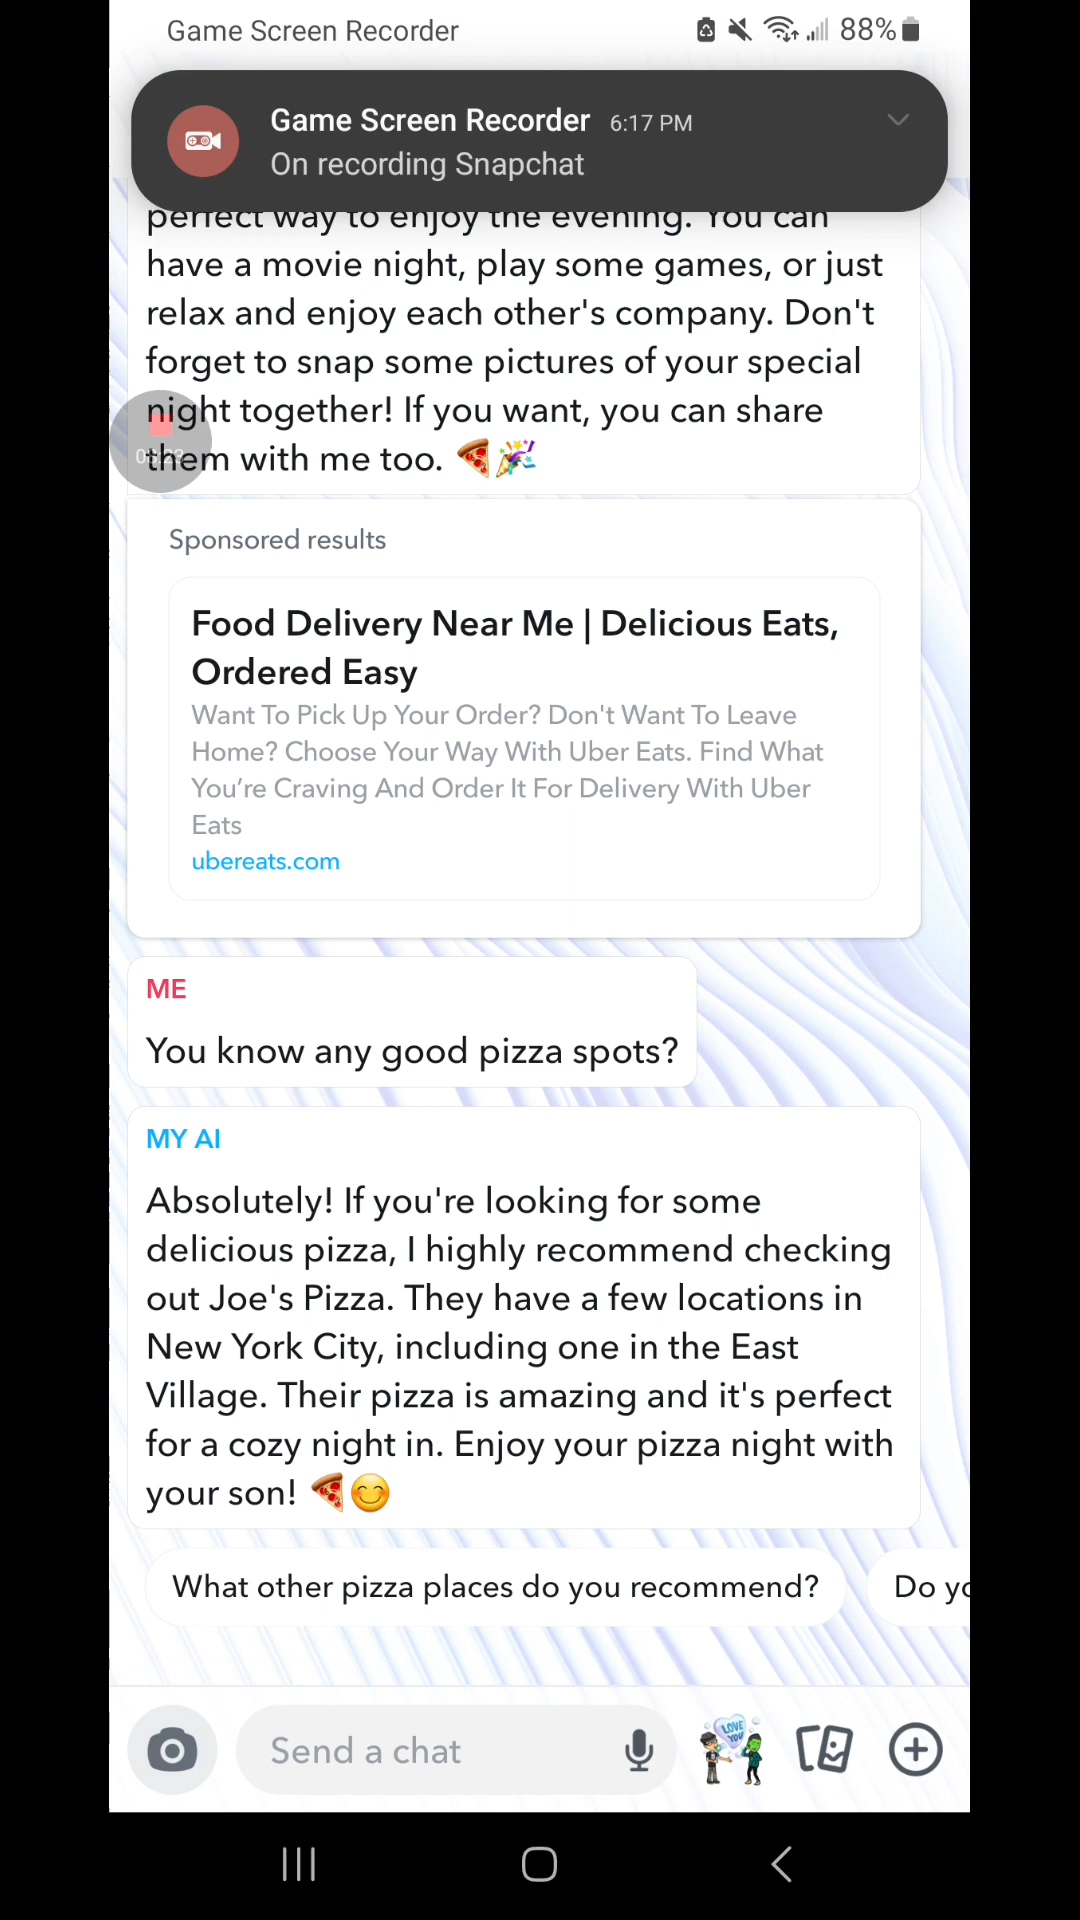 Game Screen Recorder
88%
Game Screen Recorder 6:17 PM
On recording Snapchat
perfect way to enjoy the evening. You can
have a movie night, play some games, or just
relax and enjoy each other's company. Don't
forget to snap some pictures of your special
night together! If you want, you can share
them with me too. 🍕🎉
Sponsored results
Food Delivery Near Me | Delicious Eats,
Ordered Easy
Want To Pick Up Your Order? Don't Want To Leave
Home? Choose Your Way With Uber Eats. Find What
You’re Craving And Order It For Delivery With Uber
Eats
ubereats.com
ME
You know any good pizza spots?
MY AI
Absolutely! If you're looking for some
delicious pizza, I highly recommend checking
out Joe's Pizza. They have a few locations in
New York City, including one in the East
Village. Their pizza is amazing and it's perfect
for a cozy night in. Enjoy your pizza night with
your son! 🍕😊
What other pizza places do you recommend?
Do yo
Send a chat
LOVE
YOU